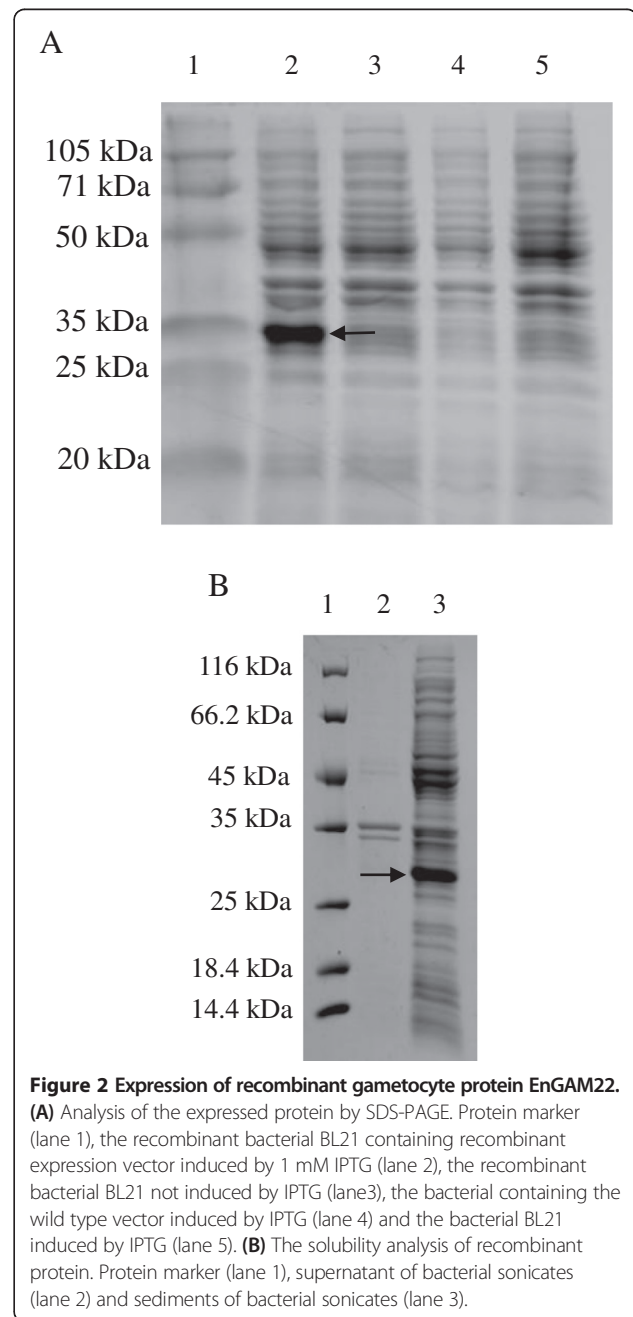 A
1 2 3 4 5
105 kDa
71 kDa
50 kDa
35 kDa
25 kDa
20 kDa
B
1 2 3
116 kDa
66.2 kDa
45 kDa
35 kDa
25 kDa
18.4 kDa
14.4 kDa
Figure 2 Expression of recombinant gametocyte protein EnGAM22.
(A) Analysis of the expressed protein by SDS-PAGE. Protein marker
(lane 1), the recombinant bacterial BL21 containing recombinant
expression vector induced by 1 mM IPTG (lane 2), the recombinant
bacterial BL21 not induced by IPTG (lane3), the bacterial containing the
wild type vector induced by IPTG (lane 4) and the bacterial BL21
induced by IPTG (lane 5). (B) The solubility analysis of recombinant
protein. Protein marker (lane 1), supernatant of bacterial sonicates
(lane 2) and sediments of bacterial sonicates (lane 3).